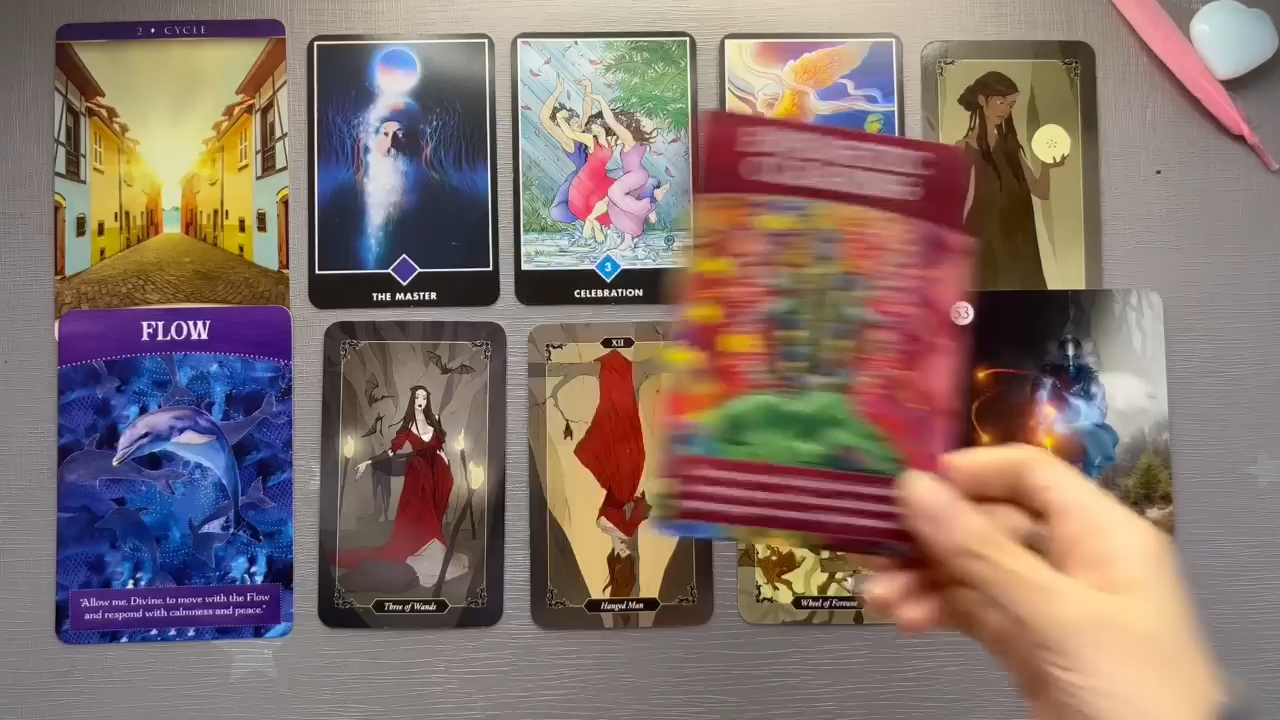 2 • CYCLE
THE MASTER
3
CELEBRATION
53
FLOW
"Allow me, Divine, to move with the Flow
and respond with calmness and peace."
Three of Wands
XII
Hanged Man
Wheel of Fortune